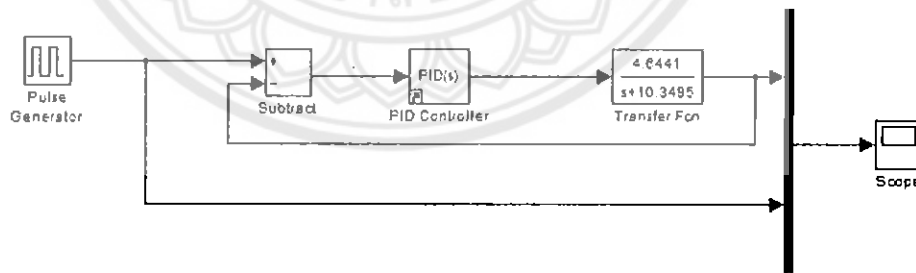 Pulse
Generator
Subtract
PID(s)
PID Controller
4.6441
s+10.3495
Transfer Fcn
Scope